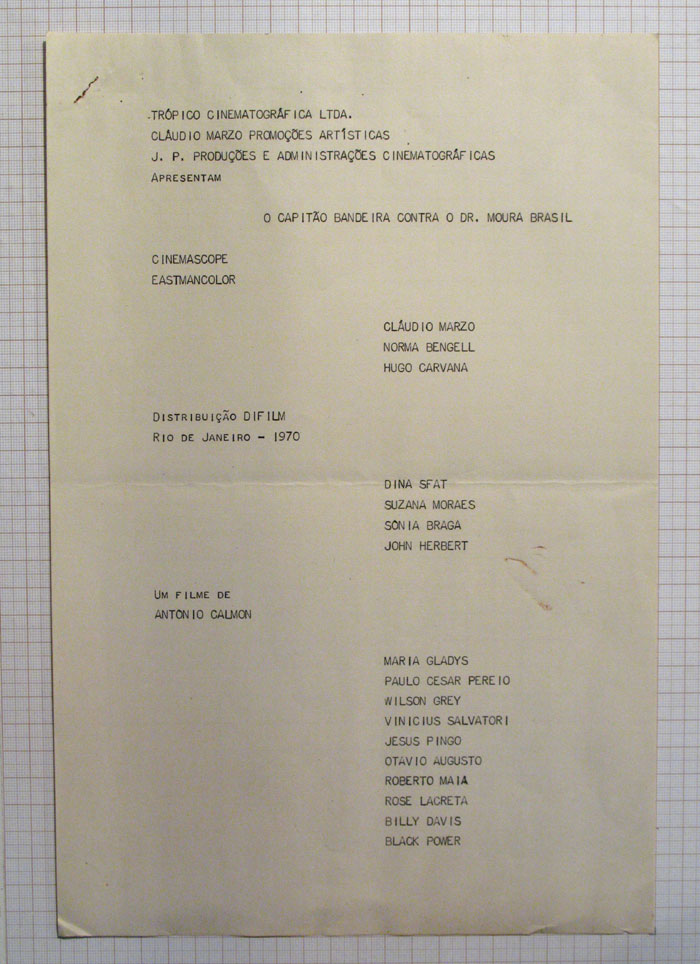 TRÓPICO CINEMATOGRÁFICA LTDA.
CLÁUDIO MARZO PROMOÇÕES ARTÍSTICAS
J. P. PRODUÇÕES E ADMINISTRAÇÕES CINEMATOGRÁFICAS
APRESENTAM
O CAPITÃO BANDEIRA CONTRA O DR. MOURA BRASIL
CINEMASCOPE
EASTMANCOLOR
CLÁUDIO MARZO
NORMA BENGELL
HUGO CARVANA
DISTRIBUIÇÃO DIFILM
RIO DE JANEIRO - 1970
DINA SFAT
SUZANA MORAES
SÔNIA BRAGA
JOHN HERBERT
UM FILME DE
ANTÔNIO CALMON
MARIA GLADYS
PAULO CESAR PEREIO
WILSON GREY
VINICIUS SALVATORI
JESUS PINGO
OTAVIO AUGUSTO
ROBERTO MAIA
ROSE LACRETA
BILLY DAVIS
BLACK POWER